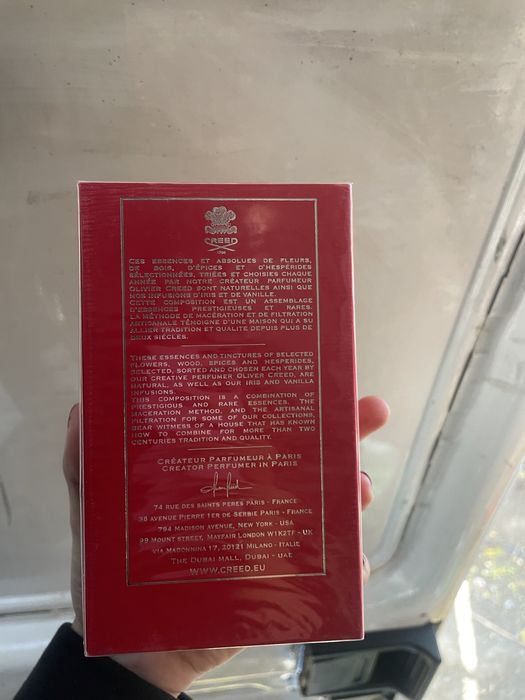 CREED
1760
CES ESSENCES ET ABSOLUES DE FLEURS,
DE BOIS, D'ÉPICES ET D'HESPÉRIDES
SÉLECTIONNÉES, TRIÉES ET CHOISIES CHAQUE
ANNÉE PAR NOTRE CRÉATEUR PARFUMEUR
OLIVIER CREED SONT NATURELLES AINSI QUE
NOS INFUSIONS D'IRIS ET DE VANILLE.
CETTE COMPOSITION EST UN ASSEMBLAGE
D'ESSENCES PRESTIGIEUSES ET RARES.
LA MÉTHODE DE MACÉRATION ET DE FILTRATION
ARTISANALE TÉMOIGNE D'UNE MAISON QUI A SU
ALLIER TRADITION ET QUALITÉ DEPUIS PLUS DE
DEUX SIÈCLES.
THESE ESSENCES AND TINCTURES OF SELECTED
FLOWERS, WOOD, SPICES AND HESPERIDES,
SELECTED, SORTED AND CHOSEN EACH YEAR BY
OUR CREATIVE PERFUMER OLIVER CREED, ARE
NATURAL, AS WELL AS OUR IRIS AND VANILLA
INFUSIONS.
THIS COMPOSITION IS A COMBINATION OF
PRESTIGIOUS AND RARE ESSENCES. THE
MACERATION METHOD, AND THE ARTISANAL
FILTRATION FOR SOME OF OUR COLLECTIONS,
BEAR WITNESS OF A HOUSE THAT HAS KNOWN
HOW TO COMBINE FOR MORE THAN TWO
CENTURIES TRADITION AND QUALITY.
CRÉATEUR PARFUMEUR À PARIS
CREATOR PERFUMER IN PARIS
74 RUE DES SAINTS PERES PARIS - FRANCE
38 AVENUE PIERRE 1ER DE SERBIE PARIS - FRANCE
794 MADISON AVENUE, NEW YORK - USA
99 MOUNT STREET, MAYFAIR LONDON W1K2TF - UK
VIA MADONNINA 17, 20121 MILANO - ITALIE
THE DUBAI MALL, DUBAI - UAE
WWW.CREED.EU